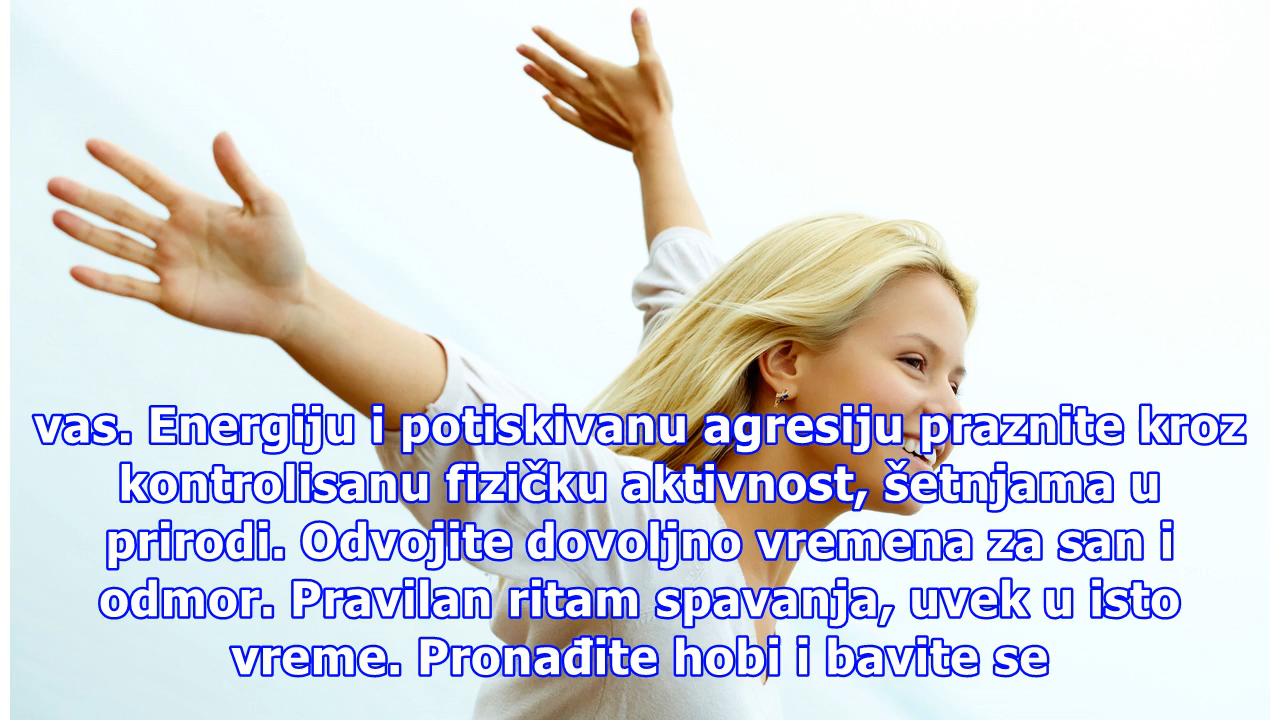 vas. Energiju i potiskivanu agresiju praznite kroz
kontrolisanu fizičku aktivnost, šetnjama u
prirodi. Odvojite dovoljno vremena za san i
odmor. Pravilan ritam spavanja, uvek u isto
vreme. Pronađite hobi i bavite se